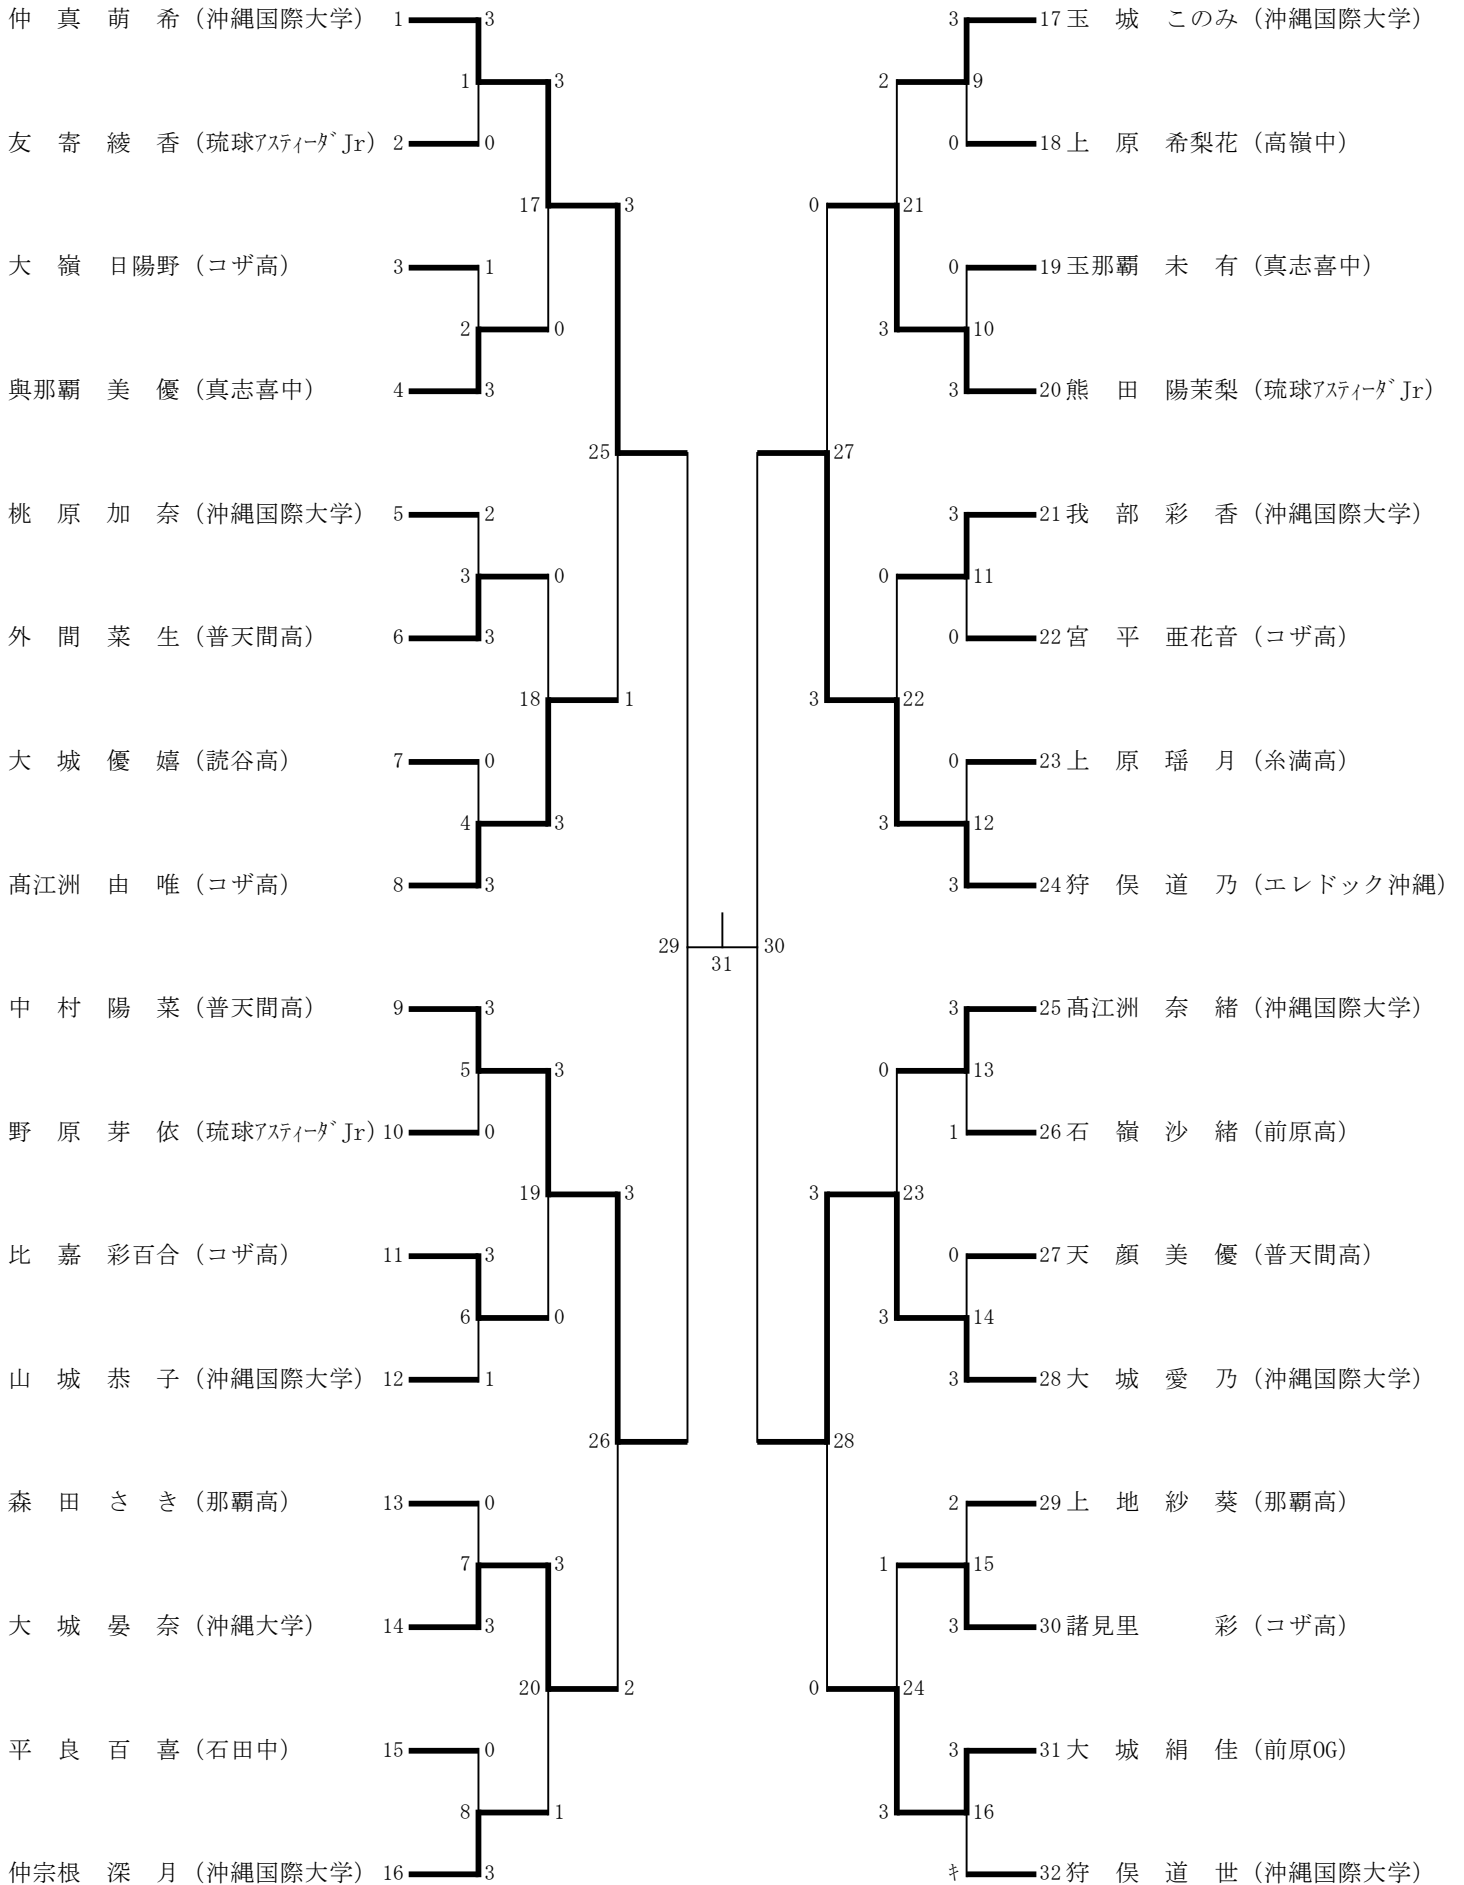 仲　真　萌　希（沖縄国際大学） 1 3 3 17 玉　城　このみ（沖縄国際大学）
1 3 2 9
友　寄　綾　香（琉球ｱｽﾃｨｰﾀﾞJr） 2 0 0 18 上　原　希梨花（高嶺中）
17 3 0 21
大　嶺　日陽野（コザ高） 3 1 0 19 玉那覇　未　有（真志喜中）
2 0 3 10
與那覇　美　優（真志喜中） 4 3 3 20 熊　田　陽茉梨（琉球ｱｽﾃｨｰﾀﾞJr）
25 27
桃　原　加　奈（沖縄国際大学） 5 2 3 21 我　部　彩　香（沖縄国際大学）
3 0 0 11
外　間　菜　生（普天間高） 6 3 0 22 宮　平　亜花音（コザ高）
18 1 3 22
大　城　優　嬉（読谷高） 7 0 0 23 上　原　瑶　月（糸満高）
4 3 3 12
髙江洲　由　唯（コザ高） 8 3 3 24 狩　俣　道　乃（エレドック沖縄）
29 30
31
中　村　陽　菜（普天間高） 9 3 3 25 髙江洲　奈　緒（沖縄国際大学）
5 3 0 13
野　原　芽　依（琉球ｱｽﾃｨｰﾀﾞJr） 10 0 1 26 石　嶺　沙　緒（前原高）
19 3 3 23
比　嘉　彩百合（コザ高） 11 3 0 27 天　顔　美　優（普天間高）
6 0 3 14
山　城　恭　子（沖縄国際大学） 12 1 3 28 大　城　愛　乃（沖縄国際大学）
26 28
森　田　さ　き（那覇高） 13 0 2 29 上　地　紗　葵（那覇高）
7 3 1 15
大　城　晏　奈（沖縄大学） 14 3 3 30 諸見里　　　彩（コザ高）
20 2 0 24
平　良　百　喜（石田中） 15 0 3 31 大　城　絹　佳（前原OG）
8 1 3 16
仲宗根　深　月（沖縄国際大学） 16 3 ｷ 32 狩　俣　道　世（沖縄国際大学）